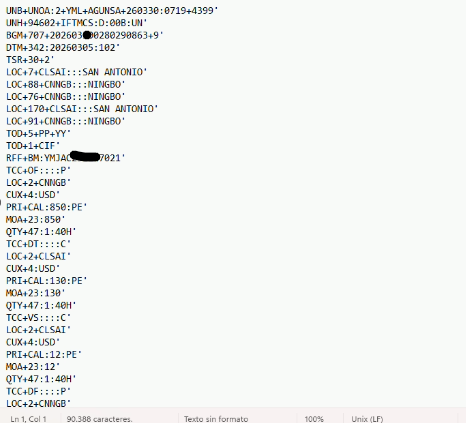 UNB+UNOA:2+YML+AGUNSA+260330:0719+4399'
UNH+94602+IFTMCS:D:00B:UN'
BGM+707+202603 00280290863+9'
DTM+342:20260305:102'
TSR+30+2'
LOC+7+CLSAI:::SAN ANTONIO'
LOC+88+CNNGB:::NINGBO'
LOC+76+CNNGB:::NINGBO'
LOC+170+CLSAI:::SAN ANTONIO'
LOC+91+CNNGB:::NINGBO'
TOD+5+PP+YY'
TOD+1+CIF'
RFF+BM:YMJAC 7021'
TCC+OF::::P'
LOC+2+CNNGB'
CUX+4:USD'
PRI+CAL:850:PE'
MOA+23:850'
QTY+47:1:40H'
TCC+DT::::C'
LOC+2+CLSAI'
CUX+4:USD'
PRI+CAL:130:PE'
MOA+23:130'
QTY+47:1:40H'
TCC+VS::::C'
LOC+2+CLSAI'
CUX+4:USD'
PRI+CAL:12:PE'
MOA+23:12'
QTY+47:1:40H'
TCC+DF::::P'
LOC+2+CNNGB'
Ln 1, Col 1 90.388 caracteres. Texto sin formato 100% Unix (LF)